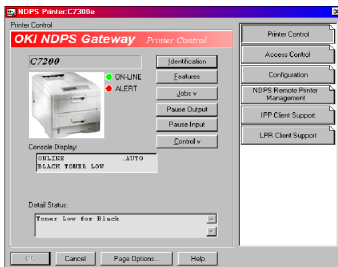 NDPS Printer:C7300e
Printer Control
OKI NDPS Gateway Printer Control
C7200
ON-LINE
ALERT
Identification
Features
Jobs v
Pause Output
Pause Input
Control v
Console Display:
ONLINE .AUTO
BLACK TONER LOW
Detail Status:
Toner Low for Black
OK
Cancel
Page Options...
Help
Printer Control
Access Control
Configuration
NDPS Remote Printer
Management
IPP Client Support
LPR Client Support